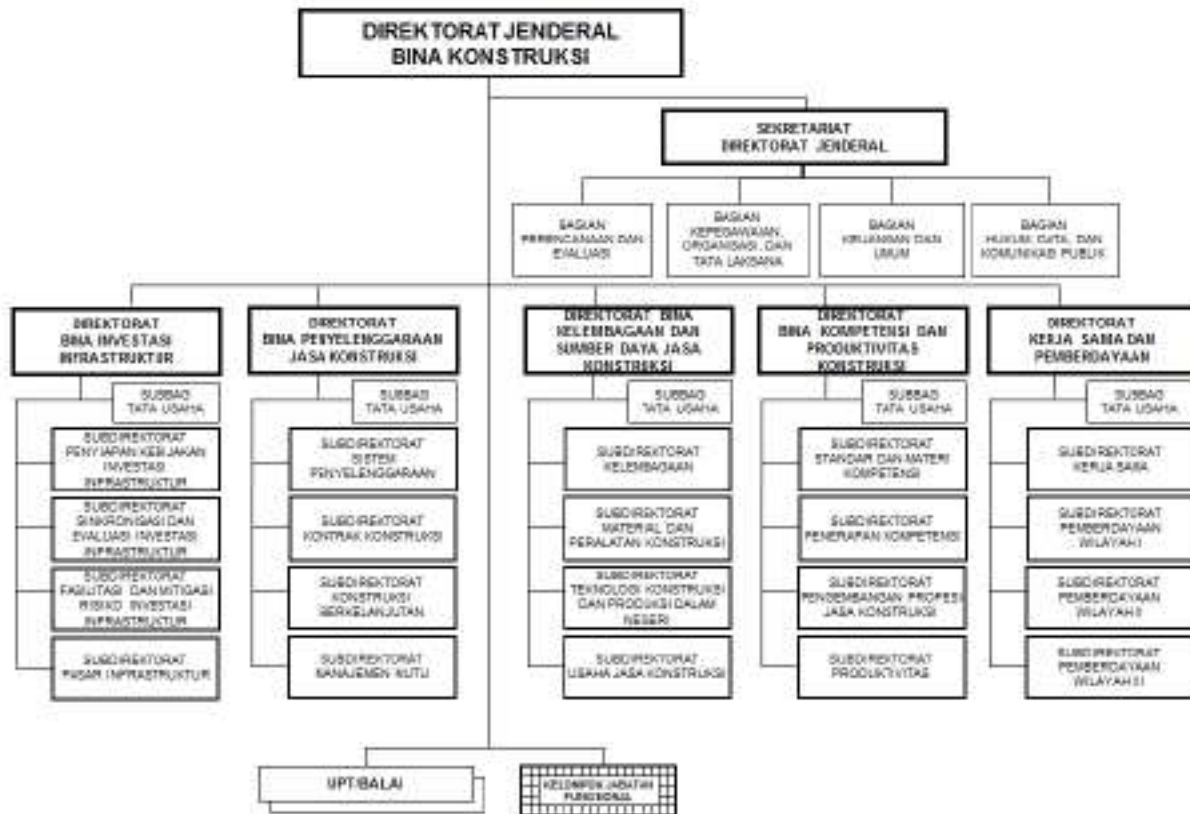 DIREKTORAT JENDERAL
BINA KONSTRUKSI
SEKRETARIAT
DIREKTORAT JENDERAL
BAGIAN
PERENCANAAN DAN
EVALUASI
BAGIAN
KEPEGAWAIAN,
ORGANISASI, DAN
TATA LAKSANA
BAGIAN
KEUANGAN DAN
UMUM
BAGIAN
HUKUM, DATA, DAN
KOMUNIKASI PUBLIK
DIREKTORAT
BINA INVESTASI
INFRASTRUKTUR
SUBBAG
TATA USAHA
SUBDIREKTORAT
PENYIAPAN KEBIJAKAN
INVESTASI
INFRASTRUKTUR
SUBDIREKTORAT
SINKRONISASI DAN
EVALUASI INVESTASI
INFRASTRUKTUR
SUBDIREKTORAT
FASILITASI DAN MITIGASI
RISIKO INVESTASI
INFRASTRUKTUR
SUBDIREKTORAT
PASAR INFRASTRUKTUR
DIREKTORAT
BINA PENYELENGGARAAN
JASA KONSTRUKSI
SUBBAG
TATA USAHA
SUBDIREKTORAT
SISTEM
PENYELENGGARAAN
SUBDIREKTORAT
KONTRAK KONSTRUKSI
SUBDIREKTORAT
KONSTRUKSI
BERKELANJUTAN
SUBDIREKTORAT
MANAJEMEN MUTU
DIREKTORAT BINA
KELEMBAGAAN DAN
SUMBER DAYA JASA
KONSTRUKSI
SUBBAG
TATA USAHA
SUBDIREKTORAT
KELEMBAGAAN
SUBDIREKTORAT
MATERIAL DAN
PERALATAN KONSTRUKSI
SUBDIREKTORAT
TEKNOLOGI KONSTRUKSI
DAN PRODUKSI DALAM
NEGERI
SUBDIREKTORAT
USAHA JASA KONSTRUKSI
DIREKTORAT
BINA KOMPETENSI DAN
PRODUKTIVITAS
KONSTRUKSI
SUBBAG
TATA USAHA
SUBDIREKTORAT
STANDAR DAN MATERI
KOMPETENSI
SUBDIREKTORAT
PENERAPAN KOMPETENSI
SUBDIREKTORAT
PENGEMBANGAN PROFESI
JASA KONSTRUKSI
SUBDIREKTORAT
PRODUKTIVITAS
DIREKTORAT
KERJA SAMA DAN
PEMBERDAYAAN
SUBBAG
TATA USAHA
SUBDIREKTORAT
KERJA SAMA
SUBDIREKTORAT
PEMBERDAYAAN
WILAYAH I
SUBDIREKTORAT
PEMBERDAYAAN
WILAYAH II
SUBDIREKTORAT
PEMBERDAYAAN
WILAYAH III
UPT/BALAI
KELOMPOK JABATAN
FUNGSIONAL